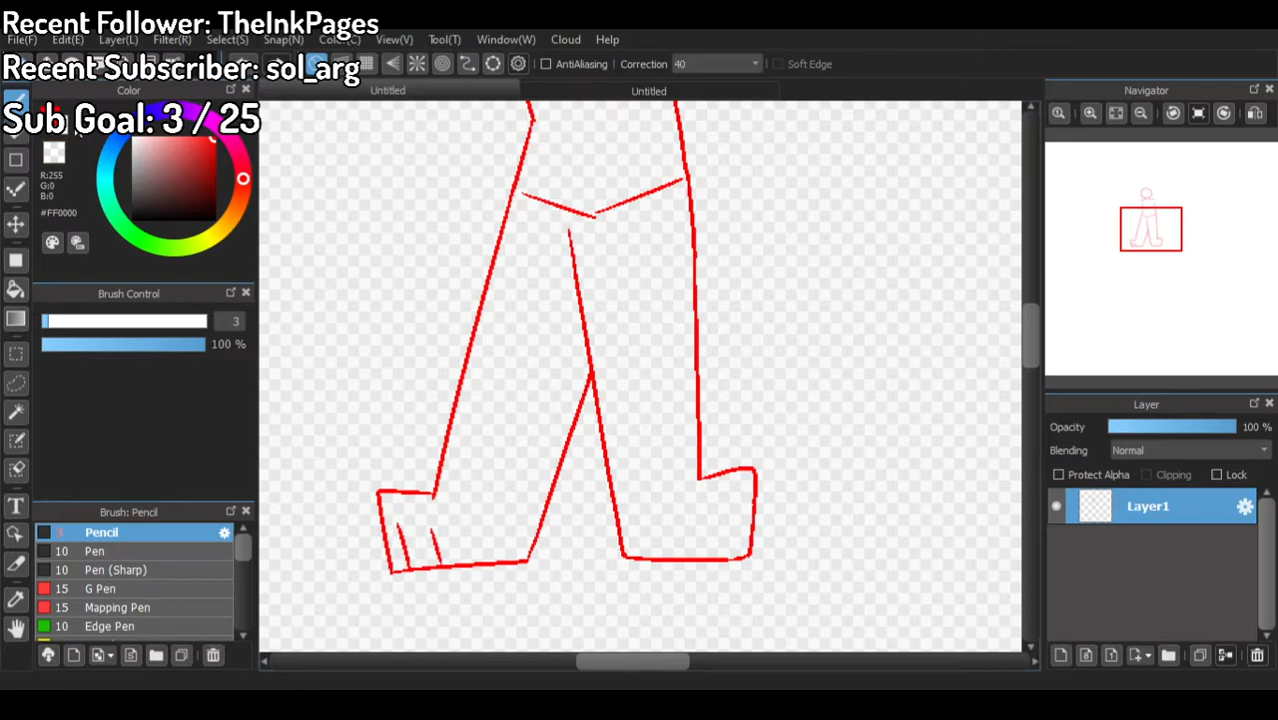 Recent Follower: TheInkPages
File(F) Edit(E) Layer(L) Filter(R) Select(S) Snap(N) Color(C) View(V) Tool(T) Window(W) Cloud Help
Recent Subscriber: sol_arg
AntiAliasing Correction 40 Soft Edge
Color Untitled Untitled Navigator
Sub Goal: 3 / 25
R:255
G:0
B:0
#FF0000
Brush Control
3
100 %
Layer
Opacity 100 %
Blending Normal
Protect Alpha Clipping Lock
Layer1
Brush: Pencil
3 Pencil
10 Pen
10 Pen (Sharp)
15 G Pen
15 Mapping Pen
10 Edge Pen